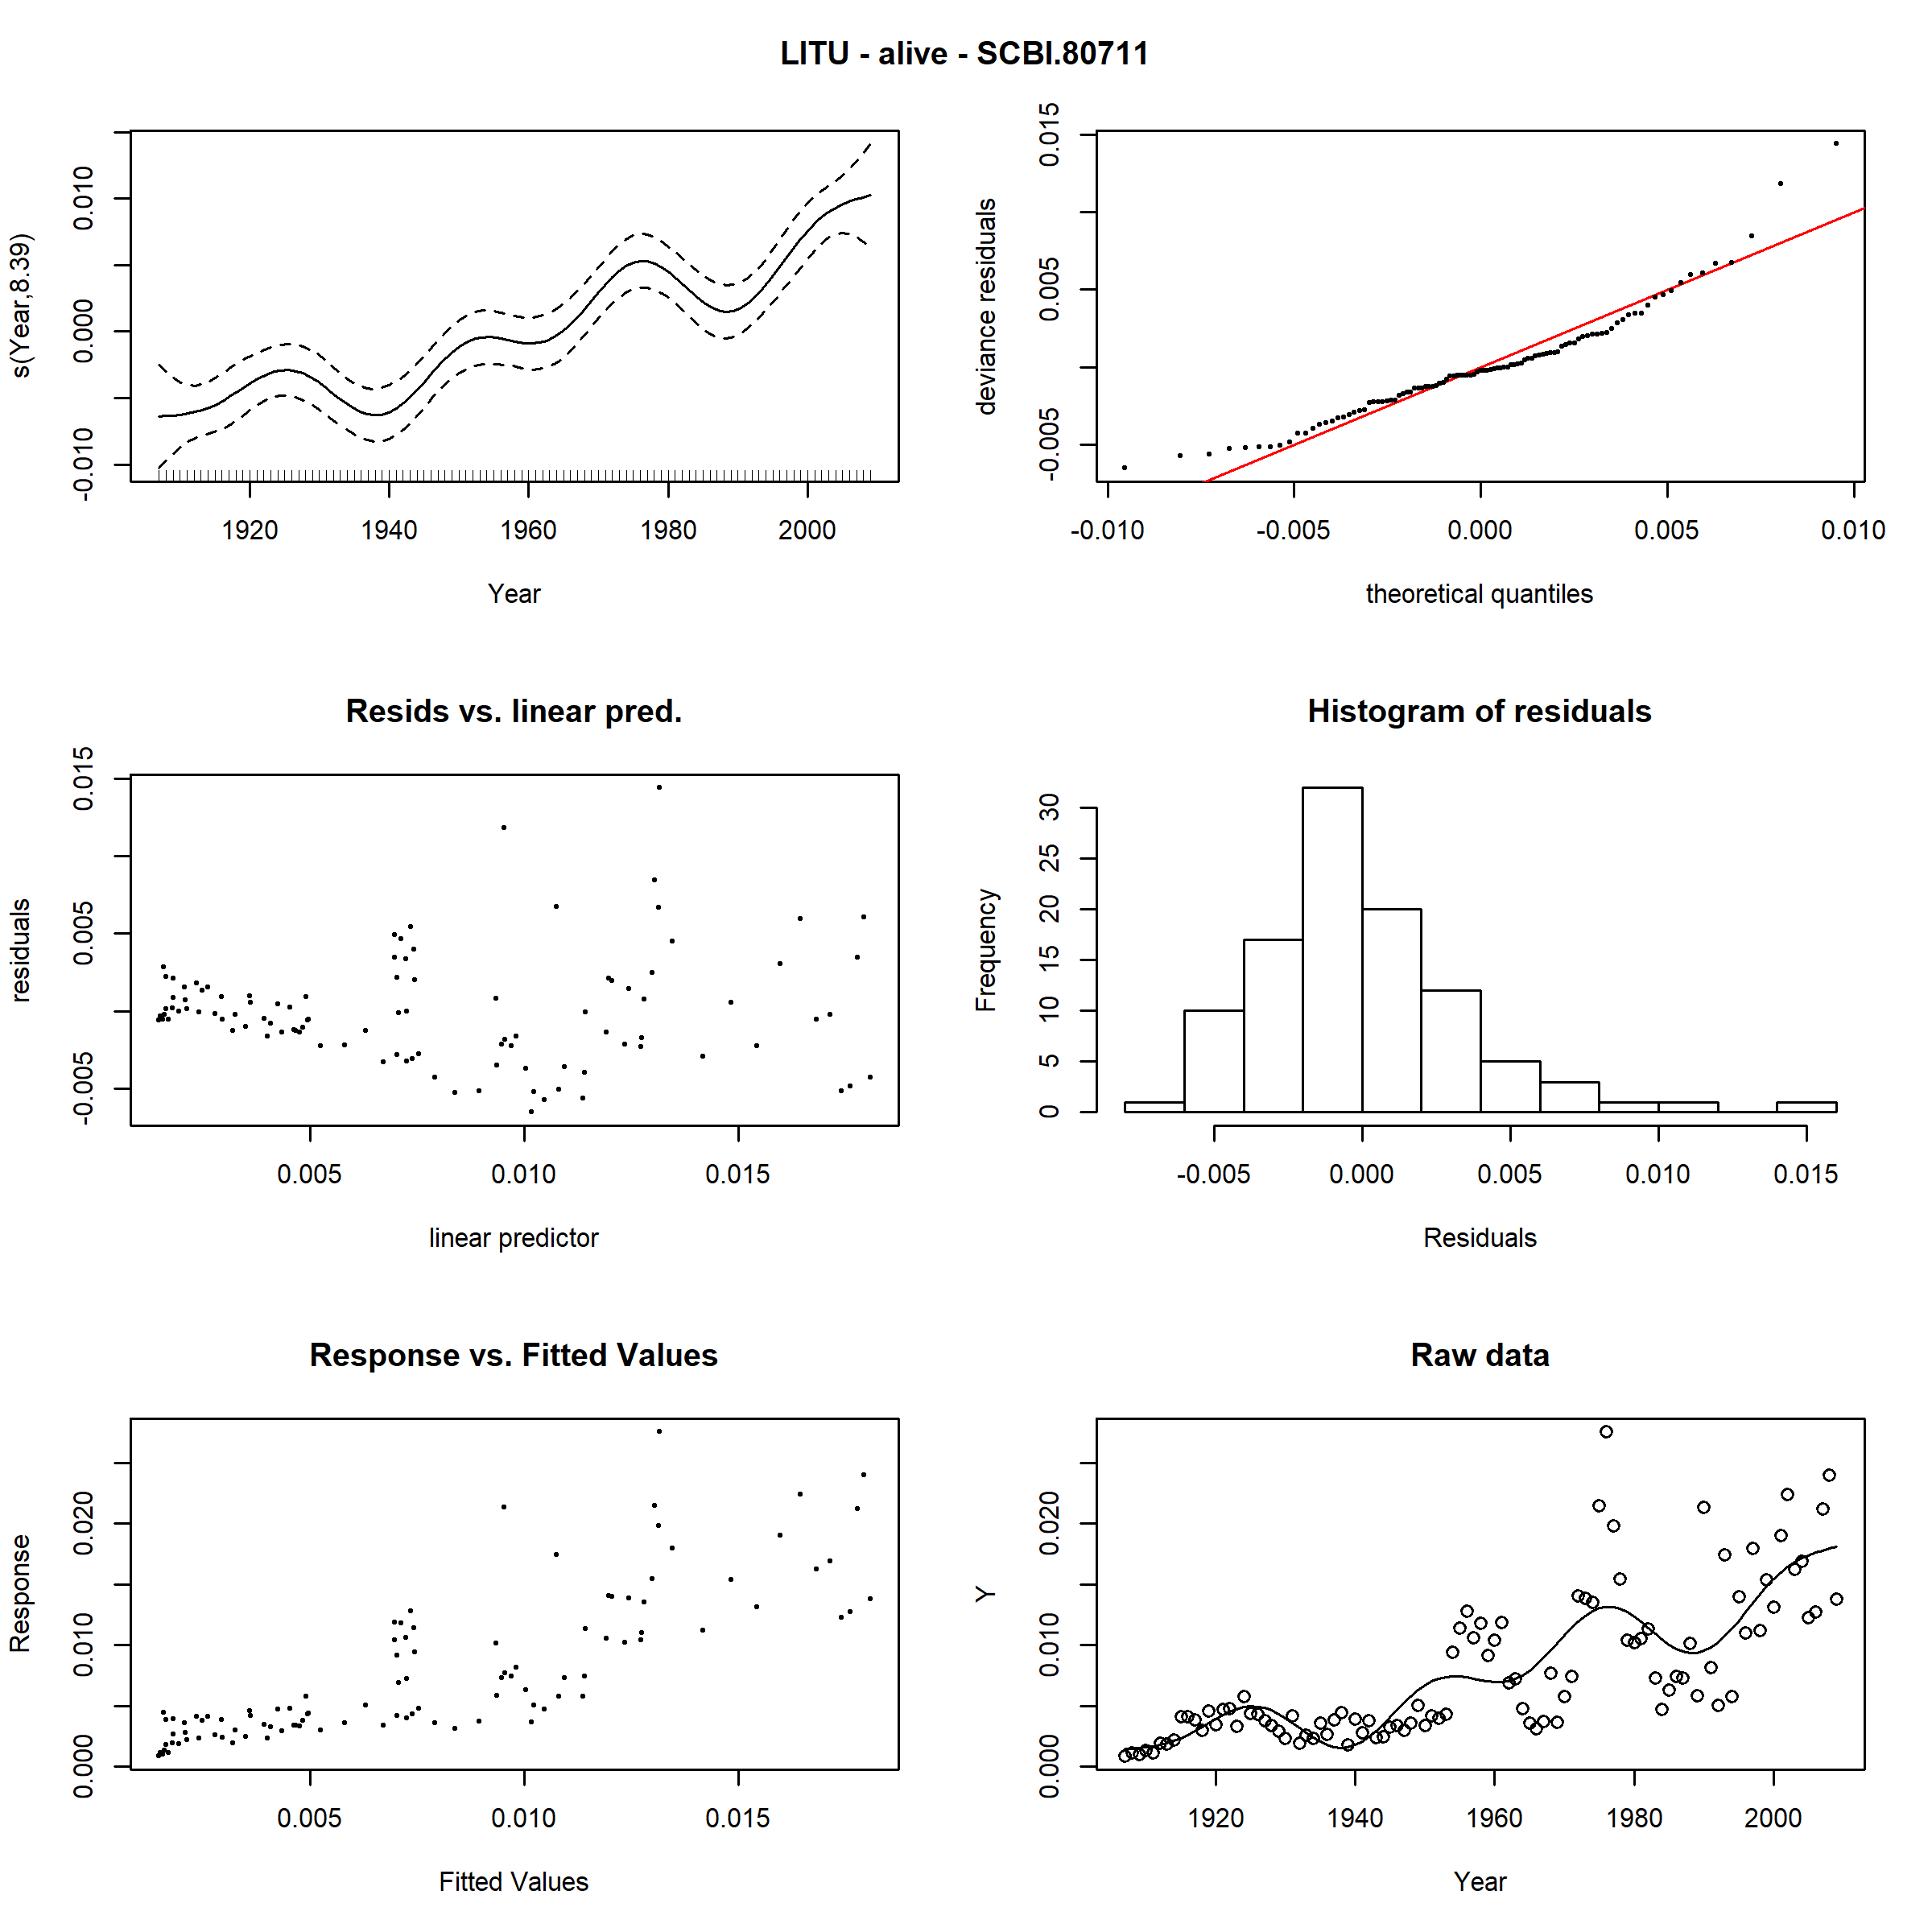 LITU - alive - SCBI.80711
s(Year,8.39)
-0.010 0.000 0.010
1920 1940 1960 1980 2000
Year
deviance residuals
-0.005 0.005 0.015
-0.010 -0.005 0.000 0.005 0.010
theoretical quantiles
Resids vs. linear pred.
residuals
-0.005 0.005 0.015
0.005 0.010 0.015
linear predictor
Histogram of residuals
Frequency
0 5 10 15 20 25 30
-0.005 0.000 0.005 0.010 0.015
Residuals
Response vs. Fitted Values
Response
0.000 0.010 0.020
0.005 0.010 0.015
Fitted Values
Raw data
Y
0.000 0.010 0.020
1920 1940 1960 1980 2000
Year